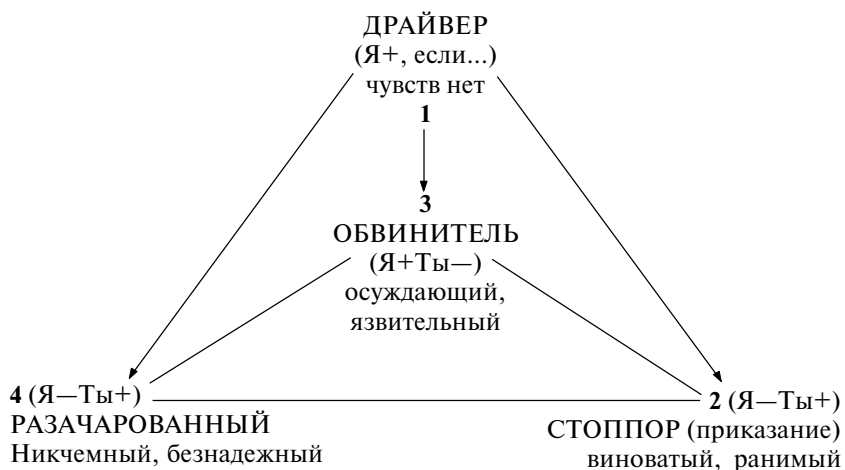 ДРАЙВЕР
(Я+, если...)
чувств нет
1
3
ОБВИНИТЕЛЬ
(Я+Ты—)
осуждающий,
язвительный
4 (Я—Ты+)
РАЗАЧАРОВАННЫЙ
Никчемный, безнадежный
2 (Я—Ты+)
СТОППОР (приказание)
виноватый, ранимый